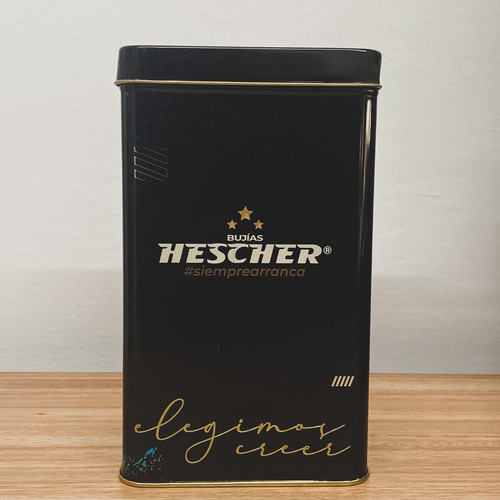 BUJÍAS
HESCHER®
#siemprearranca
elegimos
creer